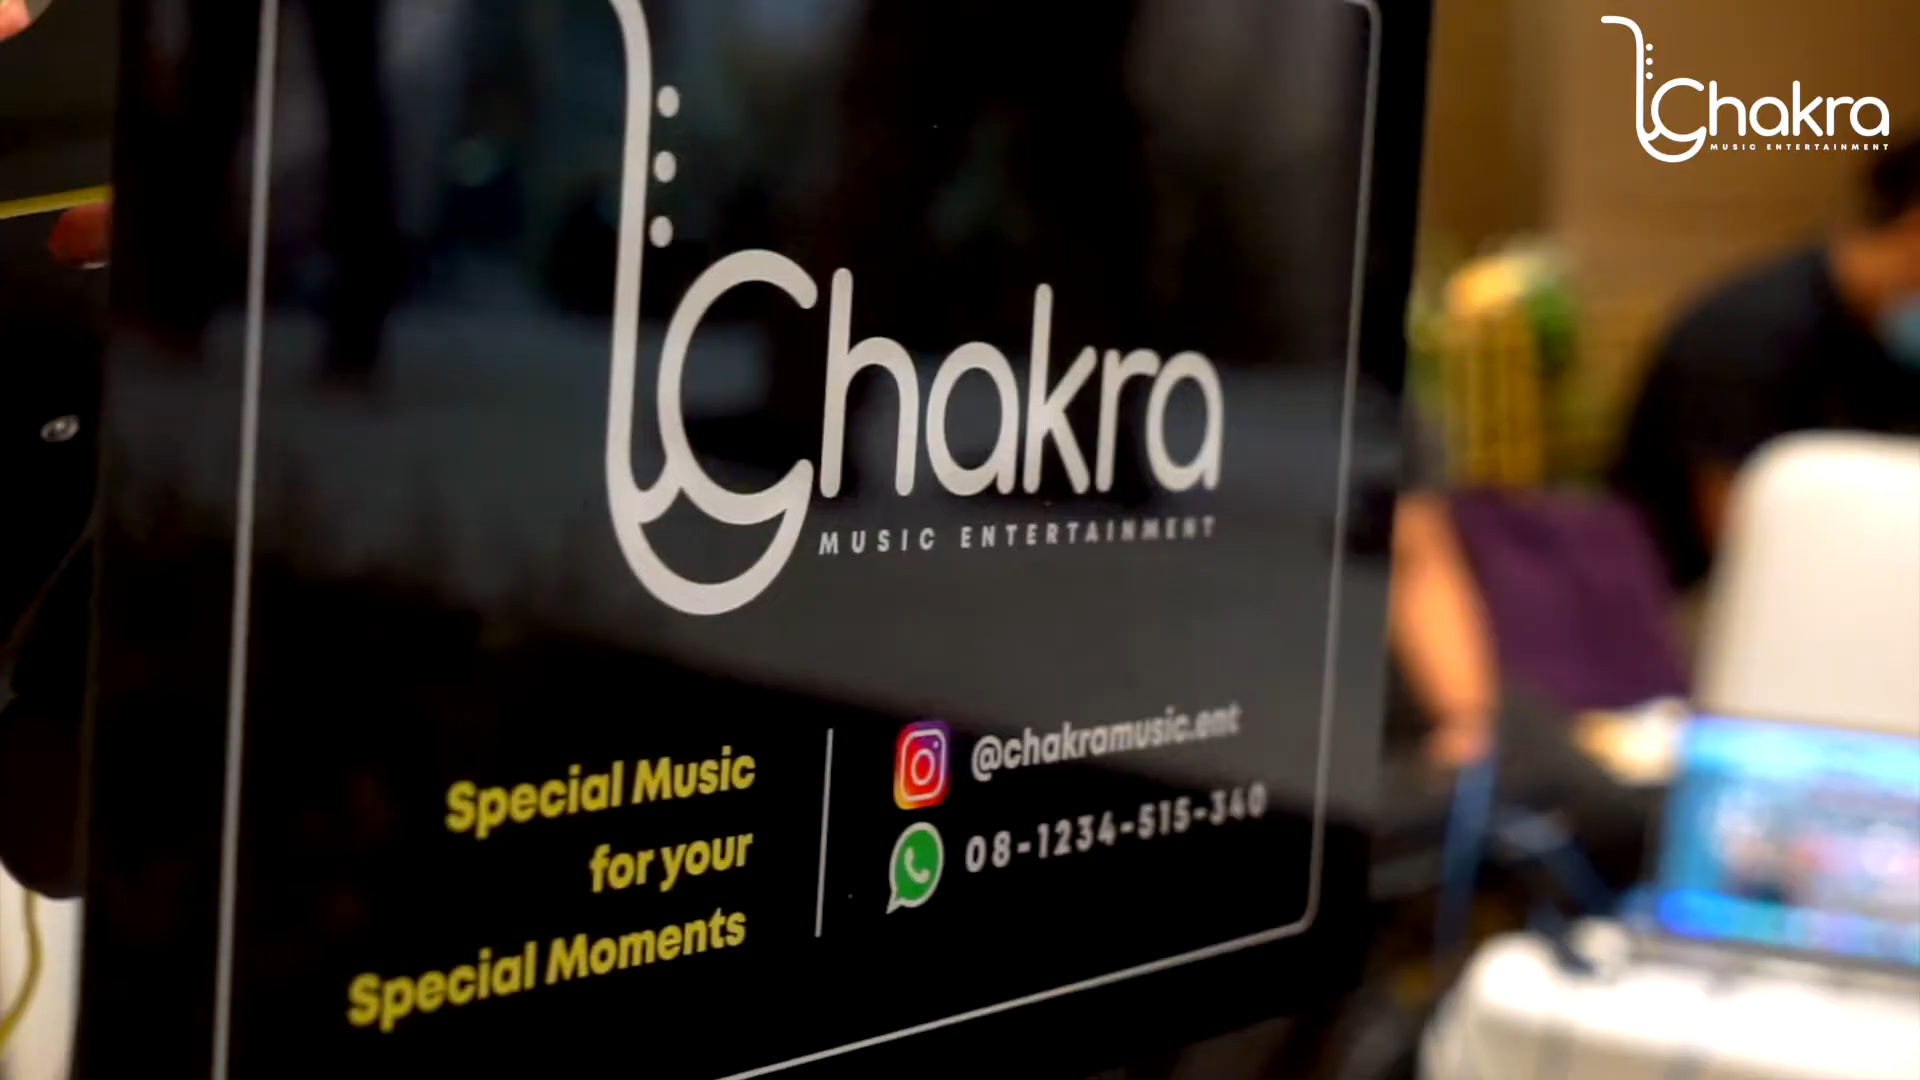 Chakra
MUSIC ENTERTAINMENT
Chakra
MUSIC ENTERTAINMENT
Special Music
for your
Special Moments
@chakramusic.ent
08-1234-515-340